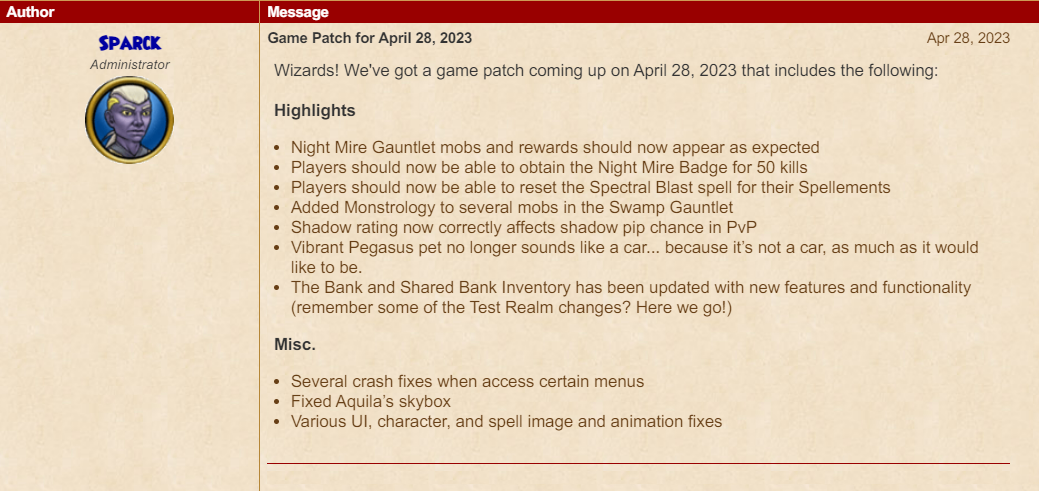 Author
Message
Sparck
Administrator
Game Patch for April 28, 2023
Apr 28, 2023
Wizards! We've got a game patch coming up on April 28, 2023 that includes the following:
Highlights
• Night Mire Gauntlet mobs and rewards should now appear as expected
• Players should now be able to obtain the Night Mire Badge for 50 kills
• Players should now be able to reset the Spectral Blast spell for their Spellements
• Added Monstrology to several mobs in the Swamp Gauntlet
• Shadow rating now correctly affects shadow pip chance in PvP
• Vibrant Pegasus pet no longer sounds like a car... because it’s not a car, as much as it would
like to be.
• The Bank and Shared Bank Inventory has been updated with new features and functionality
(remember some of the Test Realm changes? Here we go!)
Misc.
• Several crash fixes when access certain menus
• Fixed Aquila’s skybox
• Various UI, character, and spell image and animation fixes